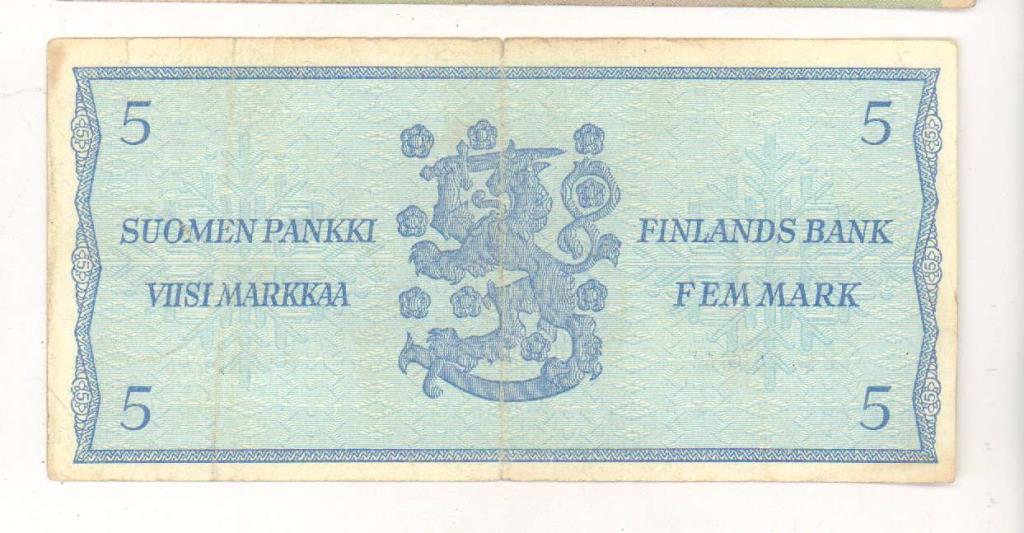 5 5
SUOMEN PANKKI FINLANDS BANK
VIISI MARKKAA FEM MARK
5 5